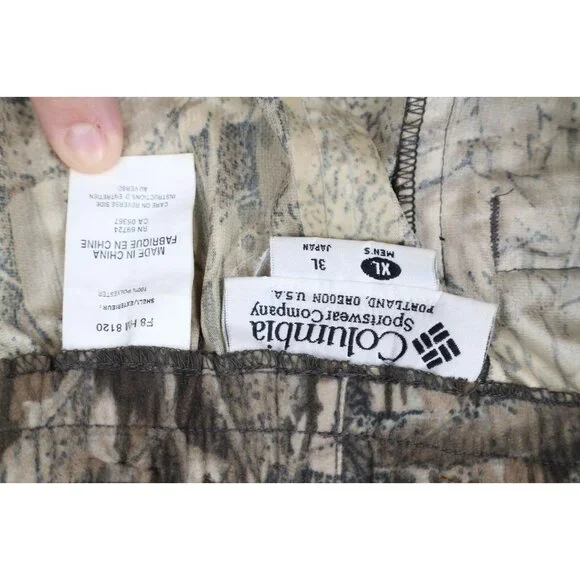 F8 HM 8120
SHELL/EXTERIEUR:
100% POLYESTER
MADE IN CHINA
FABRIQUE EN CHINE
RN 69724
CA 05367
CARE ON REVERSE SIDE
INSTRUCTIONS D ENTRETIEN
AU VERSO
Columbia
Sportswear Company
PORTLAND, OREGON U.S.A.
XL 3L
MEN'S JAPAN